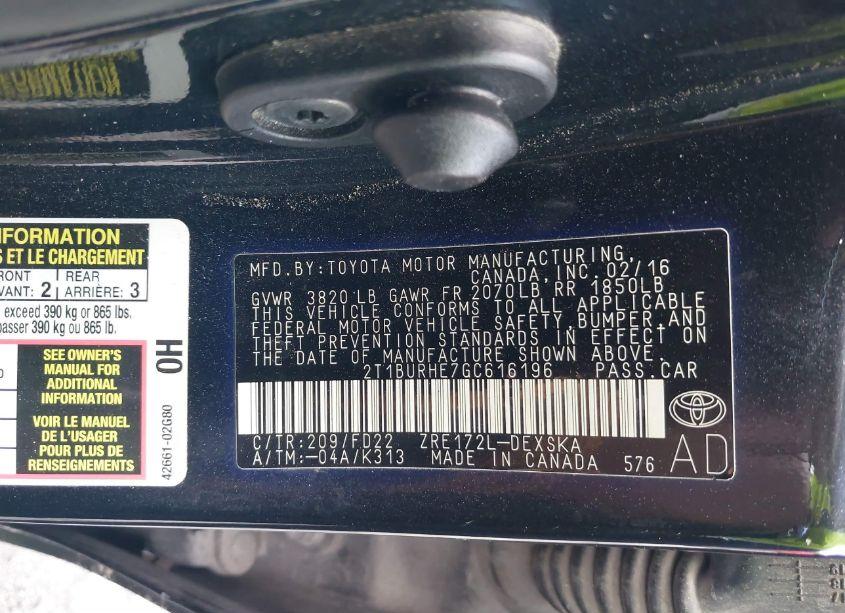 NFORMATION
S ET LE CHARGEMENT
FRONT REAR
VANT: 2 ARRIÈRE: 3
exceed 390 kg or 865 lbs.
passer 390 kg ou 865 lb.
SEE OWNER'S
MANUAL FOR
ADDITIONAL
INFORMATION
VOIR LE MANUEL
DE L'USAGER
POUR PLUS DE
RENSEIGNEMENTS
0H
42661-02G80
MFD.BY:TOYOTA MOTOR MANUFACTURING,
CANADA,INC.02/16
GVWR 3820 LB GAWR FR 2070LB RR 1850LB
THIS VEHICLE CONFORMS TO ALL APPLICABLE
FEDERAL MOTOR VEHICLE SAFETY,BUMPER,AND
THEFT PREVENTION STANDARDS IN EFFECT ON
THE DATE OF MANUFACTURE SHOWN ABOVE.
2T1BURHE7GC616196 PASS.CAR
C/TR:209/FD22 ZRE172L-DEXSKA
A/TM:-04A/K313 MADE IN CANADA 576
AD